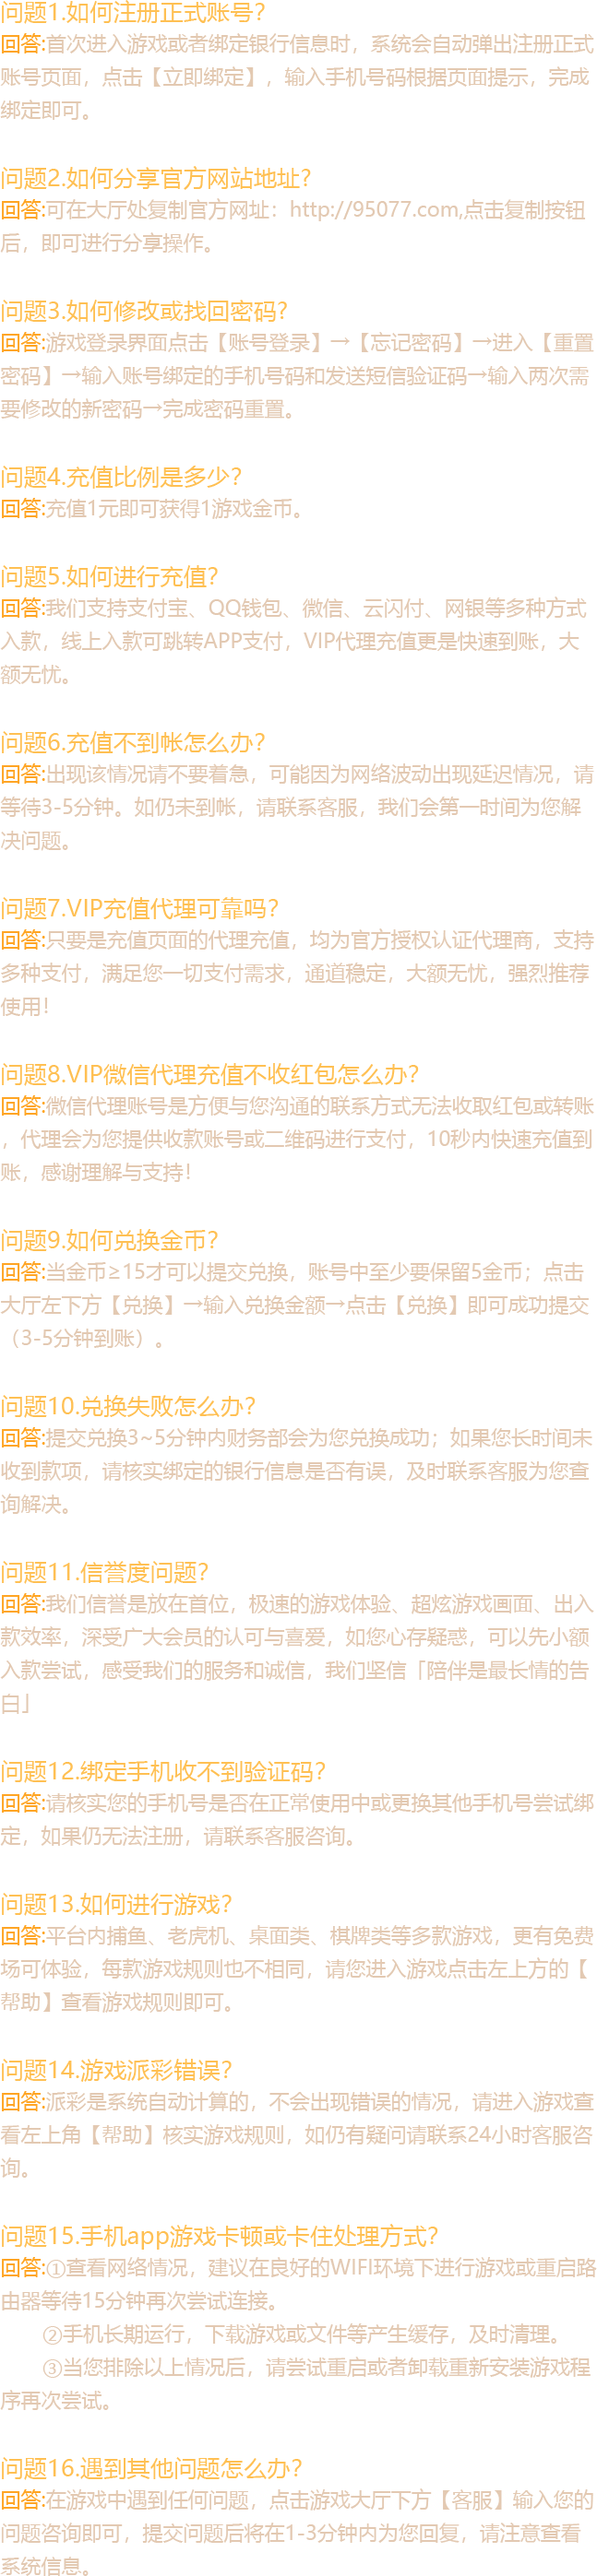 问题1.如何注册正式账号？
回答:首次进入游戏或者绑定银行信息时，系统会自动弹出注册正式
账号页面，点击【立即绑定】，输入手机号码根据页面提示，完成
绑定即可。
问题2.如何分享官方网站地址?
回答:可在大厅处复制官方网址：http://95077.com,点击复制按钮
后，即可进行分享操作。
问题3.如何修改或找回密码?
回答:游戏登录界面点击【账号登录】→【忘记密码】→进入【重置
密码】→输入账号绑定的手机号码和发送短信验证码→输入两次需
要修改的新密码→完成密码重置。
问题4.充值比例是多少?
回答:充值1元即可获得1游戏金币。
问题5.如何进行充值?
回答:我们支持支付宝、QQ钱包、微信、云闪付、网银等多种方式
入款，线上入款可跳转APP支付，VIP代理充值更是快速到账，大
额无忧。
问题6.充值不到帐怎么办?
回答:出现该情况请不要着急，可能因为网络波动出现延迟情况，请
等待3-5分钟。如仍未到帐，请联系客服，我们会第一时间为您解
决问题。
问题7.VIP充值代理可靠吗?
回答:只要是充值页面的代理充值，均为官方授权认证代理商，支持
多种支付，满足您一切支付需求，通道稳定，大额无忧，强烈推荐
使用！
问题8.VIP微信代理充值不收红包怎么办?
回答:微信代理账号是方便与您沟通的联系方式无法收取红包或转账
，代理会为您提供收款账号或二维码进行支付，10秒内快速充值到
账，感谢理解与支持！
问题9.如何兑换金币?
回答:当金币≥15才可以提交兑换，账号中至少要保留5金币；点击
大厅左下方【兑换】→输入兑换金额→点击【兑换】即可成功提交
（3-5分钟到账）。
问题10.兑换失败怎么办?
回答:提交兑换3~5分钟内财务部会为您兑换成功；如果您长时间未
收到款项，请核实绑定的银行信息是否有误，及时联系客服为您查
询解决。
问题11.信誉度问题?
回答:我们信誉是放在首位，极速的游戏体验、超炫游戏画面、出入
款效率，深受广大会员的认可与喜爱，如您心存疑惑，可以先小额
入款尝试，感受我们的服务和诚信，我们坚信「陪伴是最长情的告
白」
问题12.绑定手机收不到验证码?
回答:请核实您的手机号是否在正常使用中或更换其他手机号尝试绑
定，如果仍无法注册，请联系客服咨询。
问题13.如何进行游戏?
回答:平台内捕鱼、老虎机、桌面类、棋牌类等多款游戏，更有免费
场可体验，每款游戏规则也不相同，请您进入游戏点击左上方的【
帮助】查看游戏规则即可。
问题14.游戏派彩错误?
回答:派彩是系统自动计算的，不会出现错误的情况，请进入游戏查
看左上角【帮助】核实游戏规则，如仍有疑问请联系24小时客服咨
询。
问题15.手机app游戏卡顿或卡住处理方式?
回答:①查看网络情况，建议在良好的WIFI环境下进行游戏或重启路
由器等待15分钟再次尝试连接。
②手机长期运行，下载游戏或文件等产生缓存，及时清理。
③当您排除以上情况后，请尝试重启或者卸载重新安装游戏程
序再次尝试。
问题16.遇到其他问题怎么办?
回答:在游戏中遇到任何问题，点击游戏大厅下方【客服】输入您的
问题咨询即可，提交问题后将在1-3分钟内为您回复，请注意查看
系统信息。